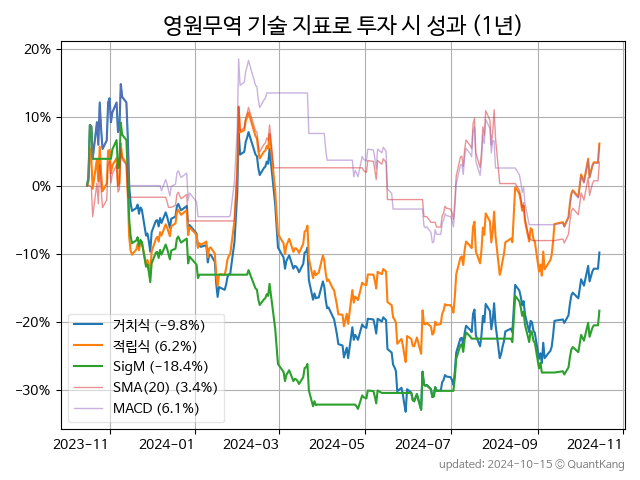 영원무역 기술 지표로 투자 시 성과 (1년)
20%
10%
0%
−10%
−20%
−30%
거치식 (−9.8%)
적립식 (6.2%)
SigM (−18.4%)
SMA(20) (3.4%)
MACD (6.1%)
2023-11 2024-01 2024-03 2024-05 2024-07 2024-09 2024-11
updated: 2024-10-15 © QuantKang